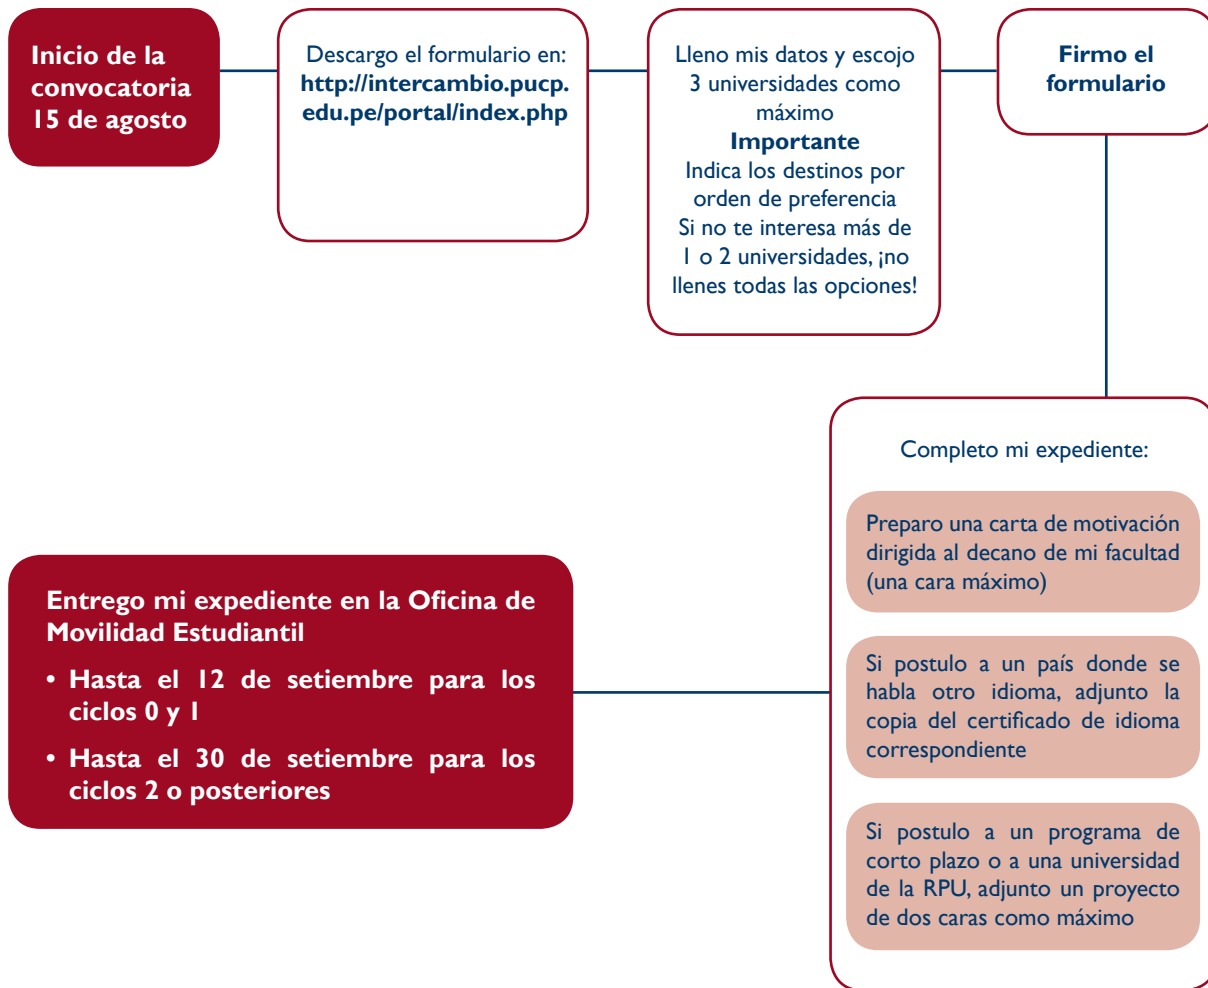 Inicio de la
convocatoria
15 de agosto
Descargo el formulario en:
http://intercambio.pucp.
edu.pe/portal/index.php
Lleno mis datos y escojo
3 universidades como
máximo
Importante
Indica los destinos por
orden de preferencia
Si no te interesa más de
1 o 2 universidades, ¡no
llenes todas las opciones!
Firmo el
formulario
Completo mi expediente:
Preparo una carta de motivación
dirigida al decano de mi facultad
(una cara máximo)
Si postulo a un país donde se
habla otro idioma, adjunto la
copia del certificado de idioma
correspondiente
Si postulo a un programa de
corto plazo o a una universidad
de la RPU, adjunto un proyecto
de dos caras como máximo
Entrego mi expediente en la Oficina de
Movilidad Estudiantil
• Hasta el 12 de setiembre para los
ciclos 0 y 1
• Hasta el 30 de setiembre para los
ciclos 2 o posteriores